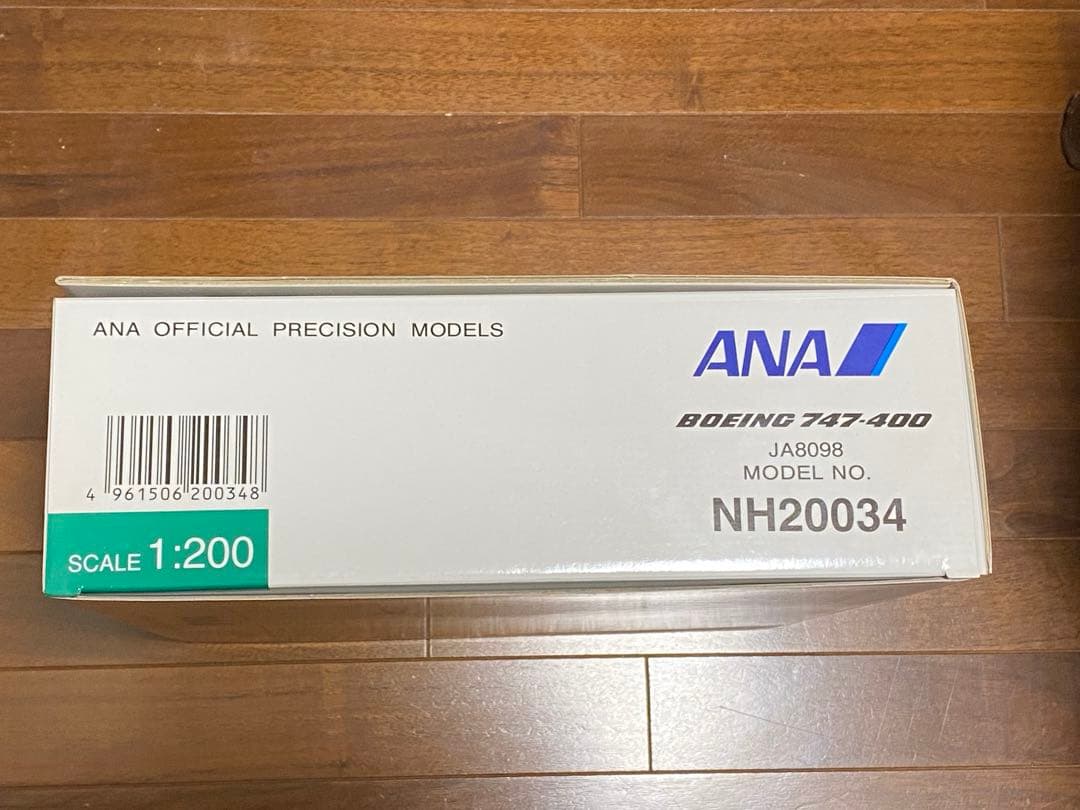 ANA OFFICIAL PRECISION MODELS
ANA
BOEING 747-400
JA8098
MODEL NO.
NH20034
4 961506 200348
SCALE 1:200